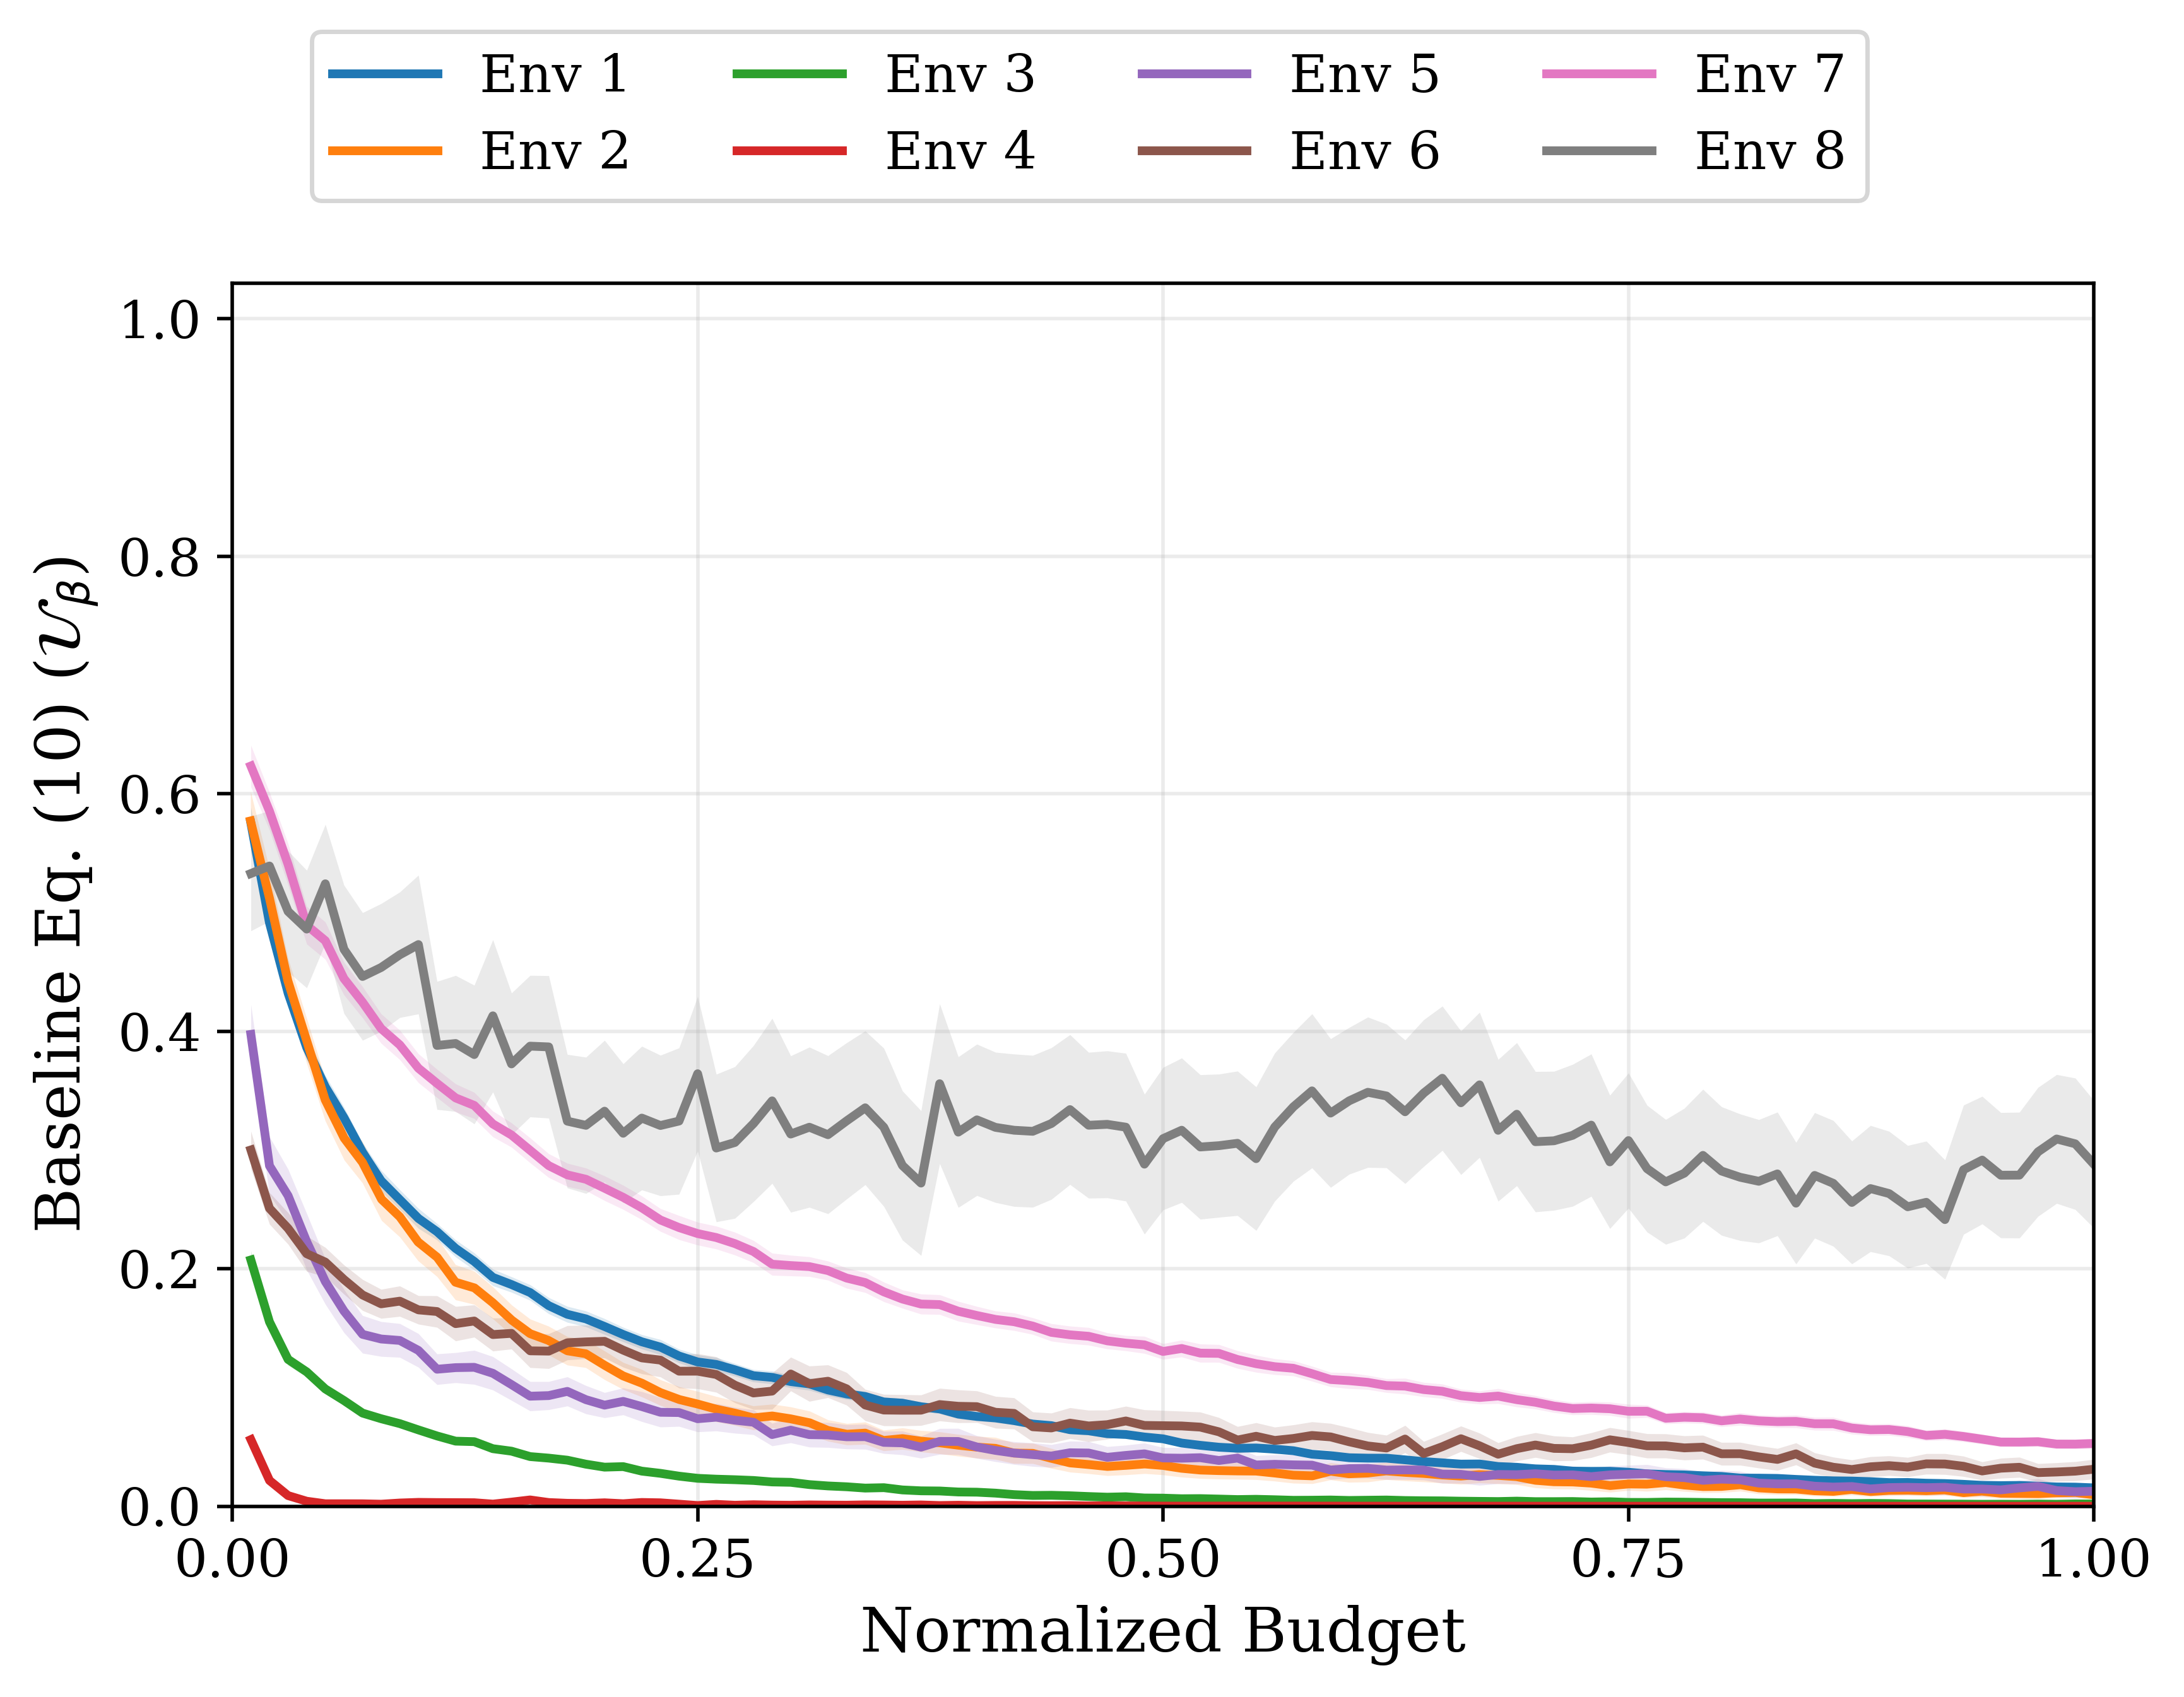 Env 1 Env 3 Env 5 Env 7
Env 2 Env 4 Env 6 Env 8
Baseline Eq. (10) (𝒰β)
1.0
0.8
0.6
0.4
0.2
0.0
0.00 0.25 0.50 0.75 1.00
Normalized Budget